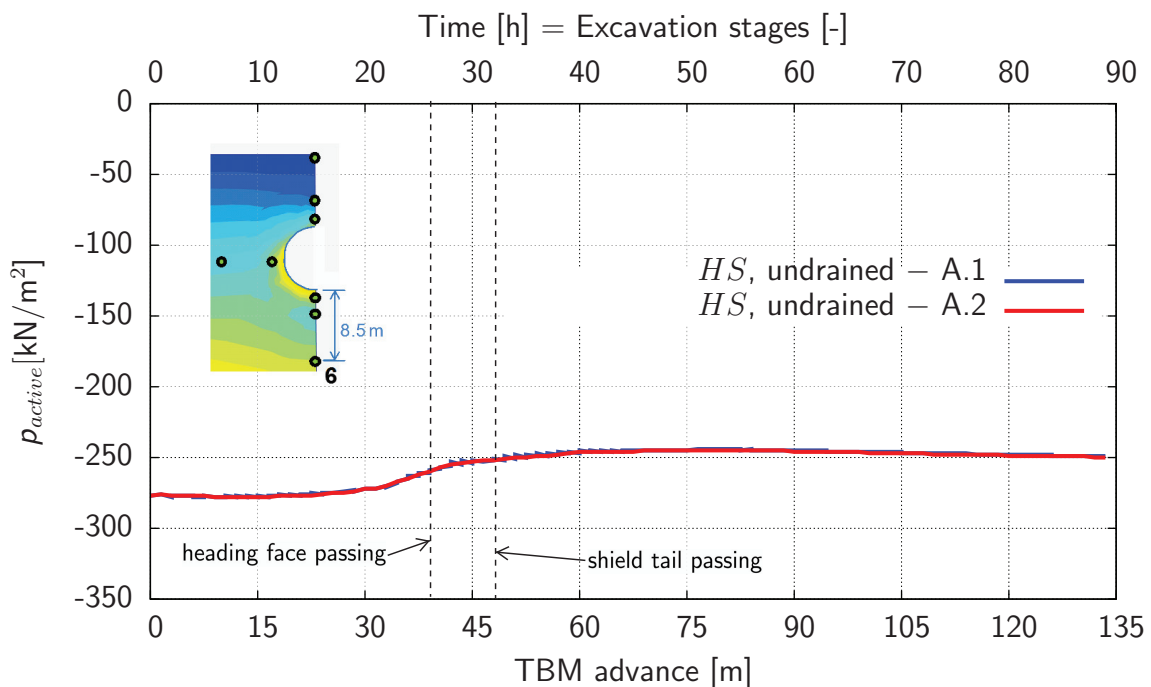 Time [h] = Excavation stages [-]
0 10 20 30 40 50 60 70 80 90
0
-50
-100
-150
-200
-250
-300
-350
p_active [kN/m²]
HS, undrained – A.1
HS, undrained – A.2
8.5 m
6
heading face passing
shield tail passing
0 15 30 45 60 75 90 105 120 135
TBM advance [m]